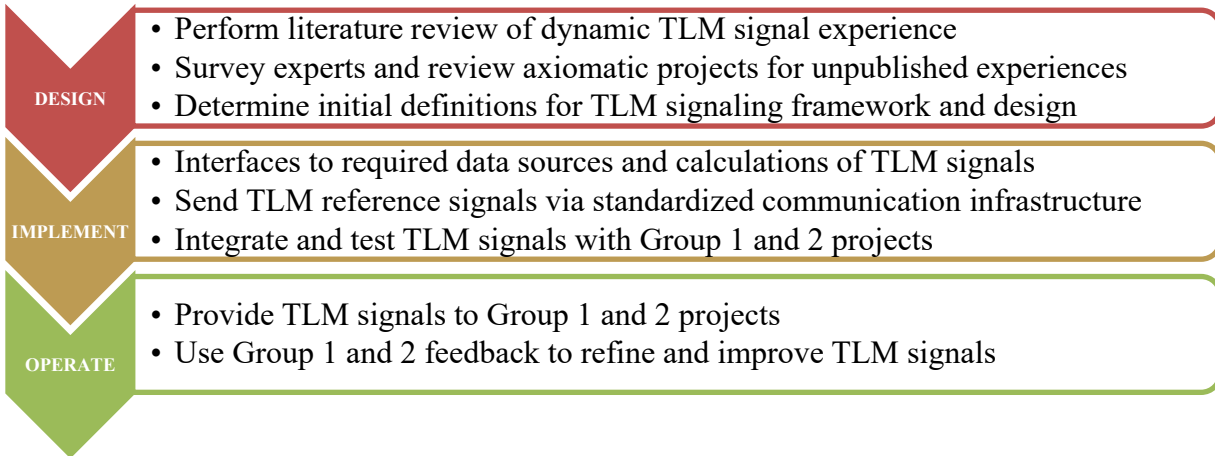 DESIGN
• Perform literature review of dynamic TLM signal experience
• Survey experts and review axiomatic projects for unpublished experiences
• Determine initial definitions for TLM signaling framework and design
IMPLEMENT
• Interfaces to required data sources and calculations of TLM signals
• Send TLM reference signals via standardized communication infrastructure
• Integrate and test TLM signals with Group 1 and 2 projects
OPERATE
• Provide TLM signals to Group 1 and 2 projects
• Use Group 1 and 2 feedback to refine and improve TLM signals